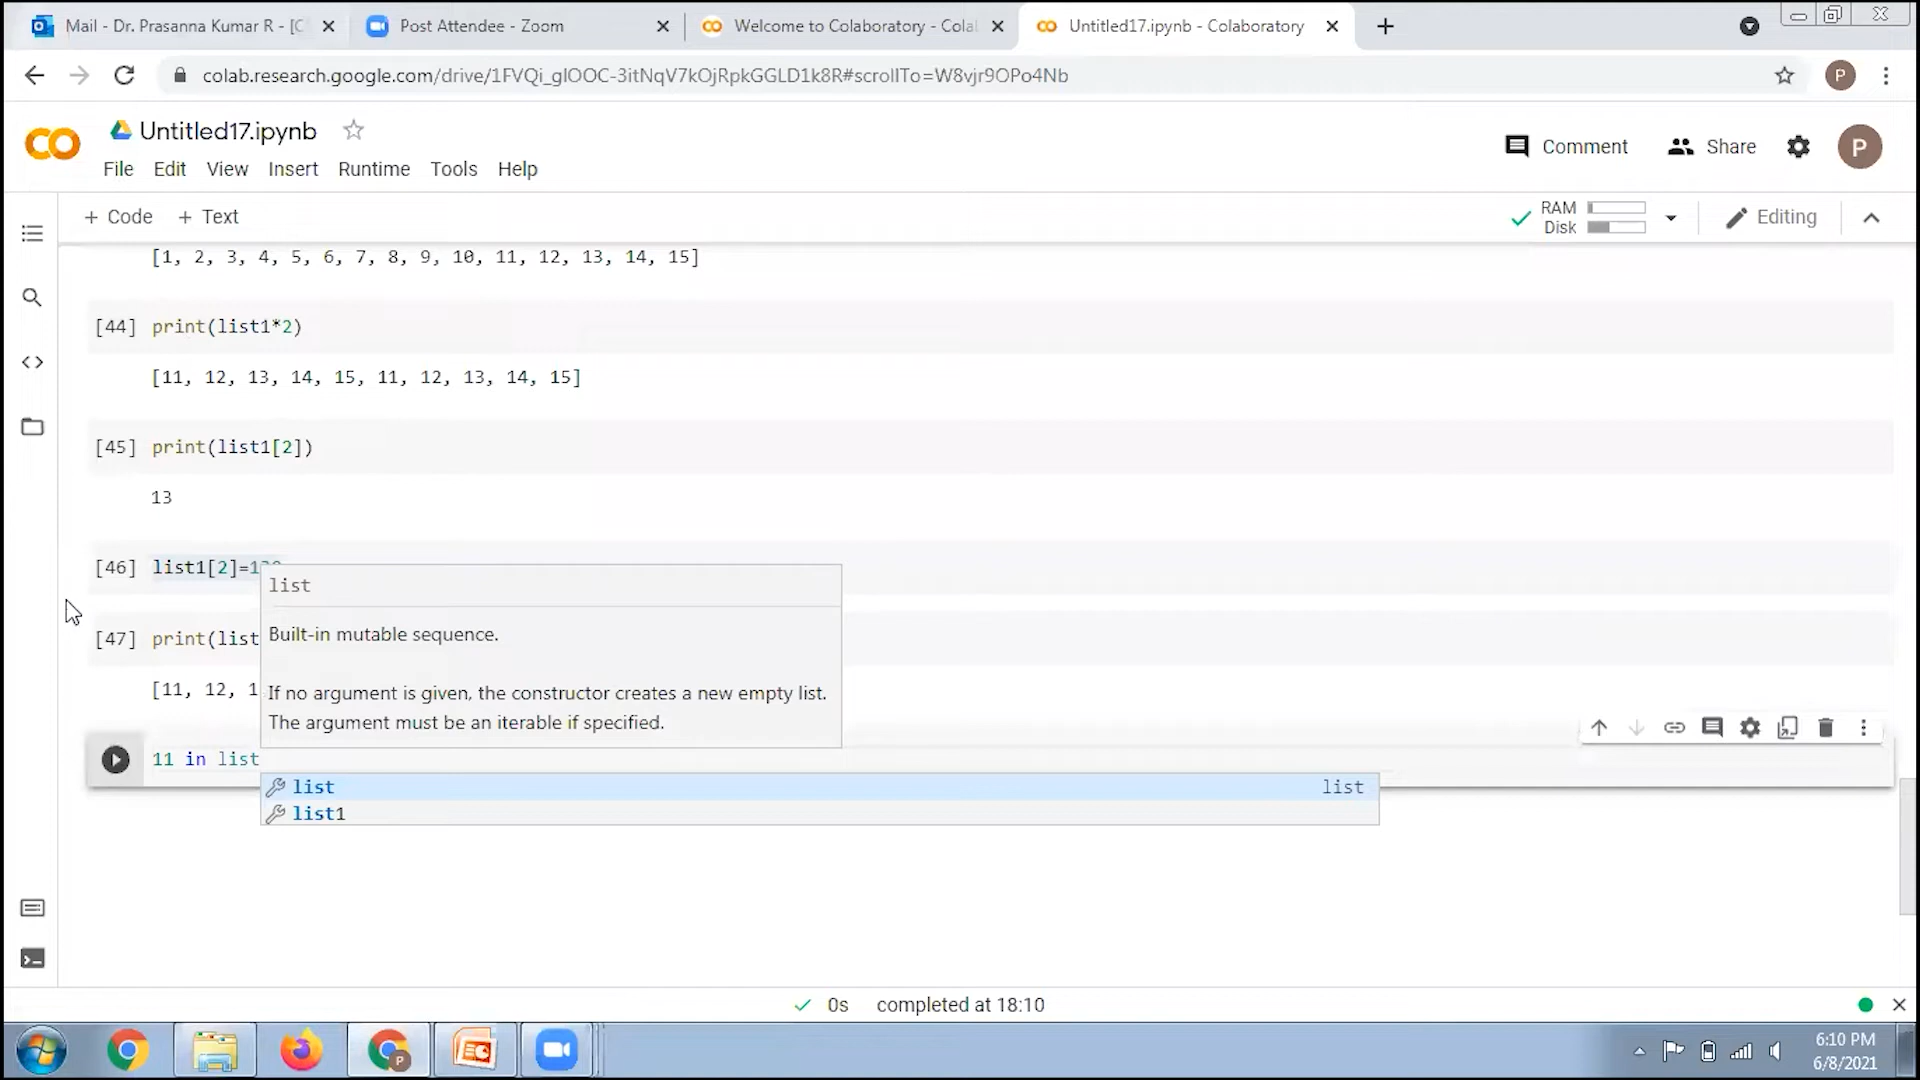 Mail - Dr. Prasanna Kumar R - [C
Post Attendee - Zoom
Welcome to Colaboratory - Colal
Untitled17.ipynb - Colaboratory
colab.research.google.com/drive/1FVQi_glOOC-3itNqV7kOjRpkGGLD1k8R#scrollTo=W8vjr9OPo4Nb
P
Untitled17.ipynb
File Edit View Insert Runtime Tools Help
Comment
Share
P
+ Code + Text
RAM
Disk
Editing
[1, 2, 3, 4, 5, 6, 7, 8, 9, 10, 11, 12, 13, 14, 15]
[44] print(list1*2)
[11, 12, 13, 14, 15, 11, 12, 13, 14, 15]
[45] print(list1[2])
13
[46] list1[2]=1
list
[47] print(list
Built-in mutable sequence.
[11, 12, 1
If no argument is given, the constructor creates a new empty list.
The argument must be an iterable if specified.
11 in list
list list
list1
0s completed at 18:10
P
6:10 PM
6/8/2021